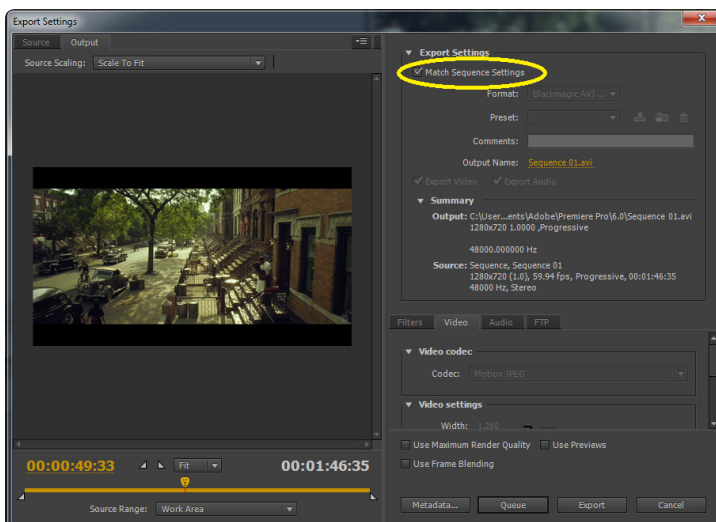 Export Settings
Source Output
Source Scaling: Scale To Fit
00:00:49:33 Fit 00:01:46:35
Source Range: Work Area
Export Settings
Match Sequence Settings
Format: Blackmagic AVI ...
Preset:
Comments:
Output Name: Sequence 01.avi
Export Video Export Audio
Summary
Output: C:\User...ents\Adobe\Premiere Pro\6.0\Sequence 01.avi
1280x720 1.0000 ,Progressive
48000.000000 Hz
Source: Sequence, Sequence 01
1280x720 (1.0), 59.94 fps, Progressive, 00:01:46:35
48000 Hz, Stereo
Filters Video Audio FTP
Video codec
Codec: Motion JPEG
Video settings
Width: 1,280
Use Maximum Render Quality Use Previews
Use Frame Blending
Metadata... Queue Export Cancel